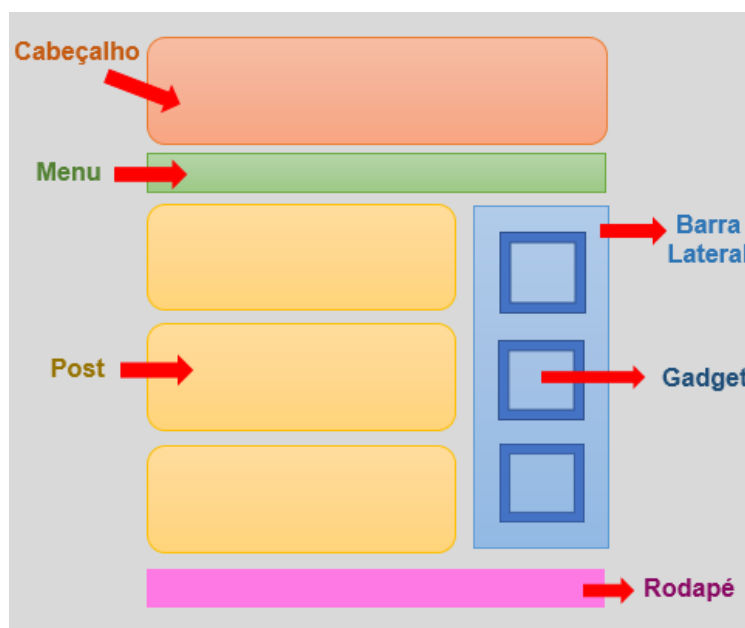 Cabeçalho
Menu
Barra
Lateral
Post
Gadget
Rodapé